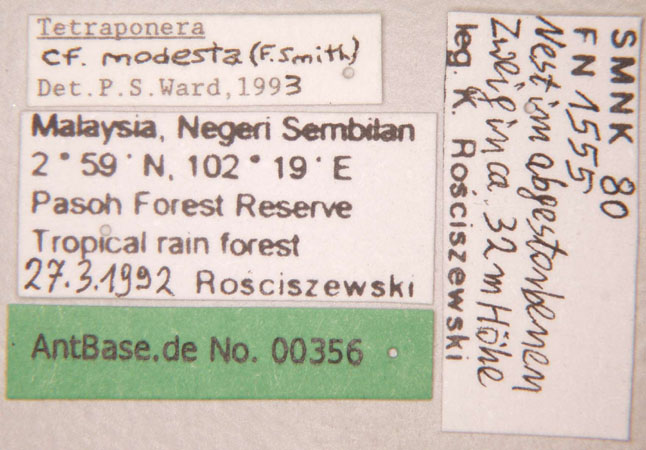 Tetraponera
cf. modesta (F. Smith)
Det. P.S. Ward, 1993
Malaysia, Negeri Sembilan
2° 59' N, 102° 19' E
Pasoh Forest Reserve
Tropical rain forest
27.3.1992 Rosciszewski
AntBase.de No. 00356
SMNK 80
FN 1555
Nest im abgestorbenem
Zweig in ca. 32 m Höhe
leg. K. Rosciszewski